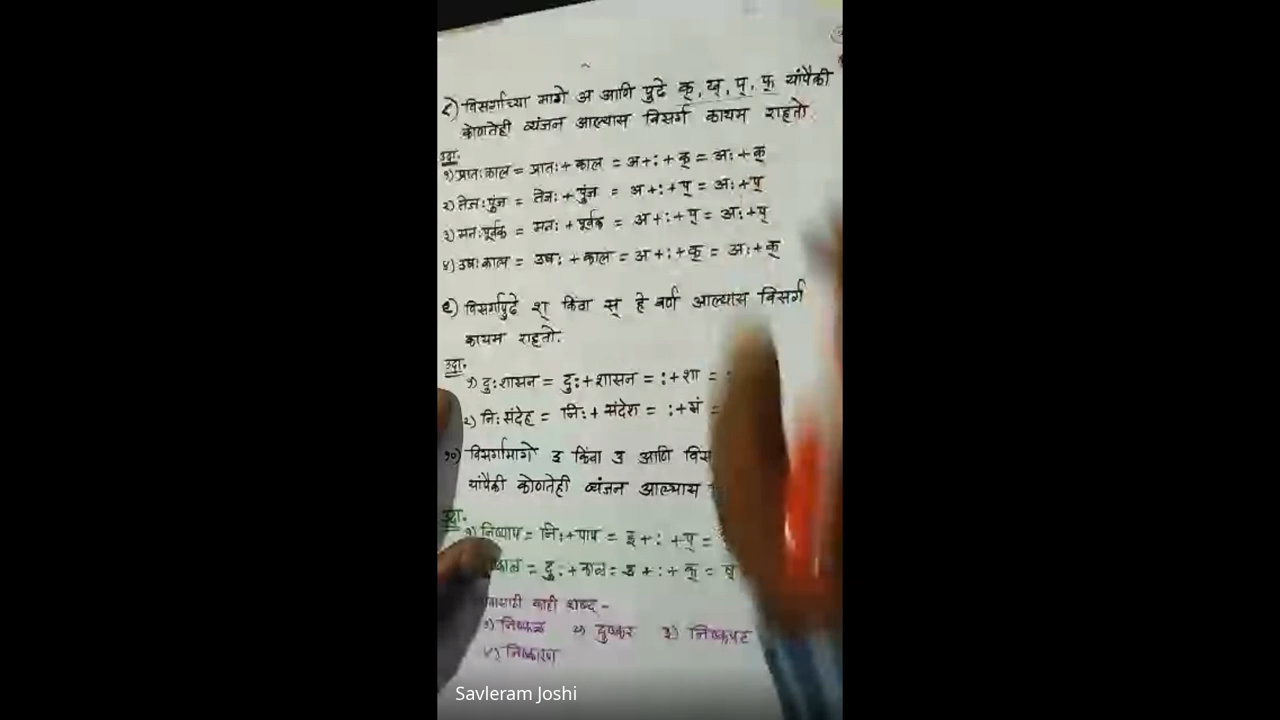 ८) विसर्गाच्या मागे अ आणि पुढे क्, ख्, प्, फ् यांपैकी
कोणतेही व्यंजन आल्यास विसर्ग कायम राहतो.
उदा.
१) प्रातःकाल = प्रातः + काल = अ + : + क् = अः + क्
२) तेजःपुंज = तेजः + पुंज = अ + : + प् = अः + प्
३) मनःपूर्वक = मनः + पूर्वक = अ + : + प् = अः + प्
४) उषःकाल = उषः + काल = अ + : + क् = अः + क्
९) विसर्गापुढे श् किंवा स् हे वर्ण आल्यास विसर्ग
कायम राहतो.
उदा.
१) दुःशासन = दुः + शासन = : + शा =
२) निःसंदेह = निः + संदेश = : + सं =
१०) विसर्गामागे इ किंवा उ आणि विस
यांपैकी कोणतेही व्यंजन आल्यास
उदा.
१) निष्पाप = निः + पाप = इ + : + प् =
काल = दुः + काल = उ + : + क् = ष्
काही शब्द -
१) निष्फळ २) दुष्कर ३) निष्कपट
४) निष्कारण
Savleram Joshi